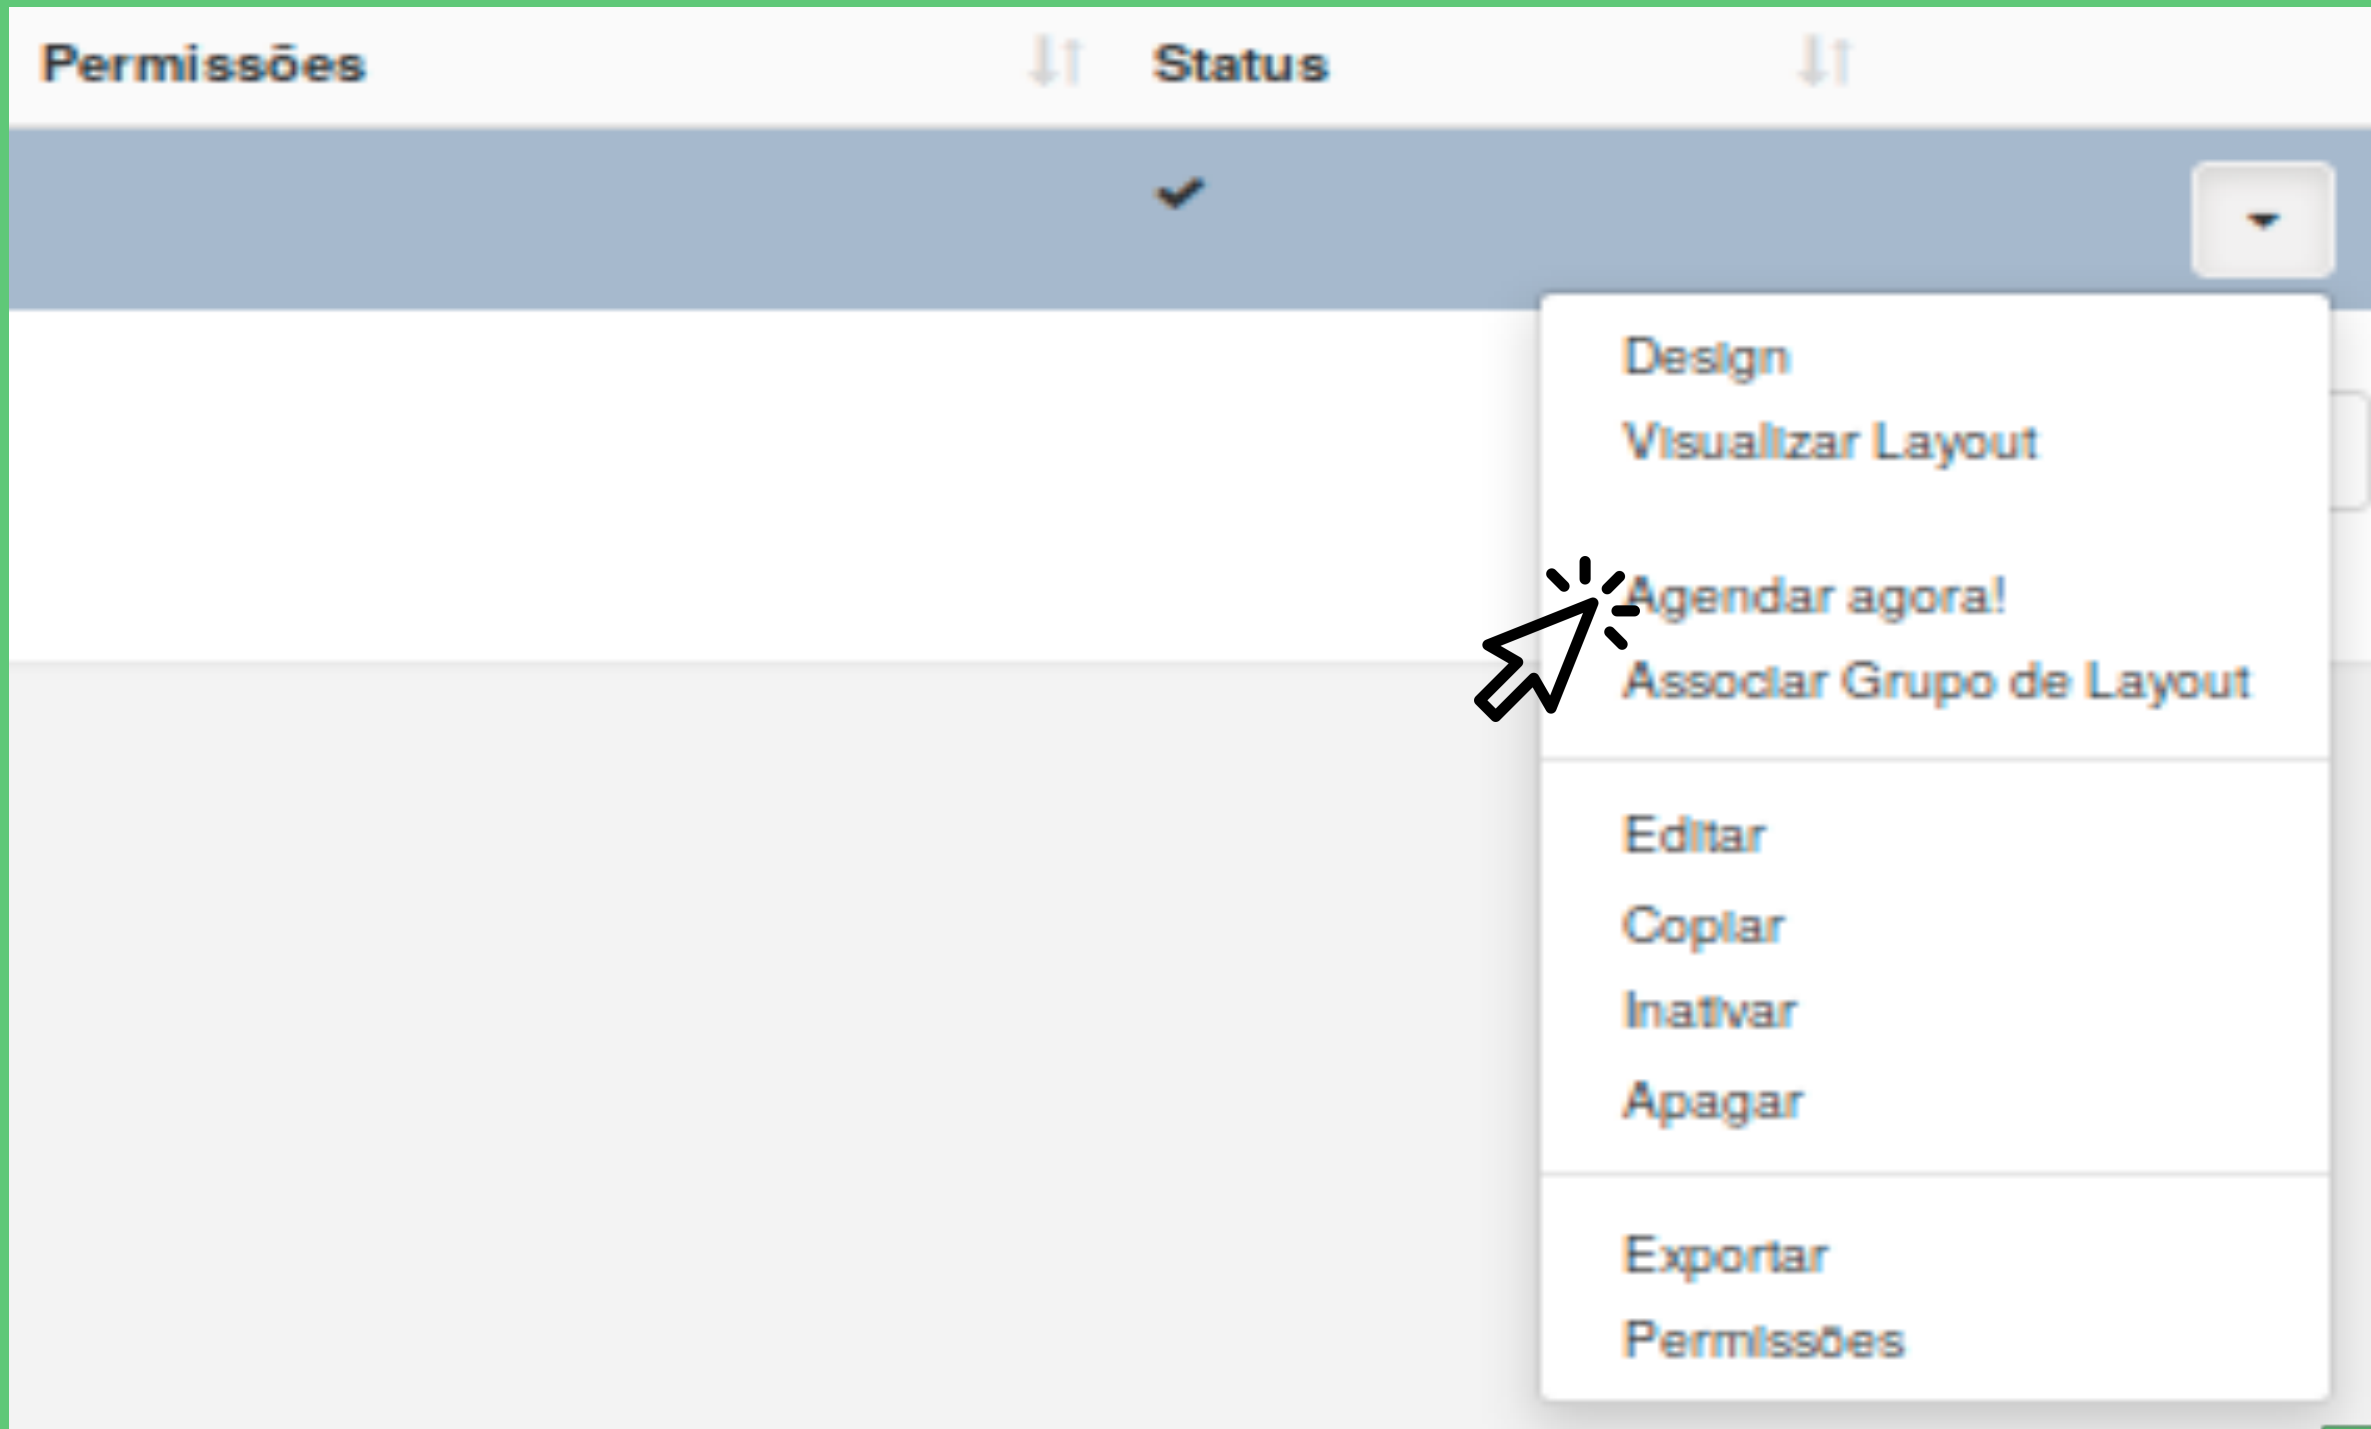 Permissões Status
Design
Visualizar Layout
Agendar agora!
Associar Grupo de Layout
Editar
Copiar
Inativar
Apagar
Exportar
Permissões